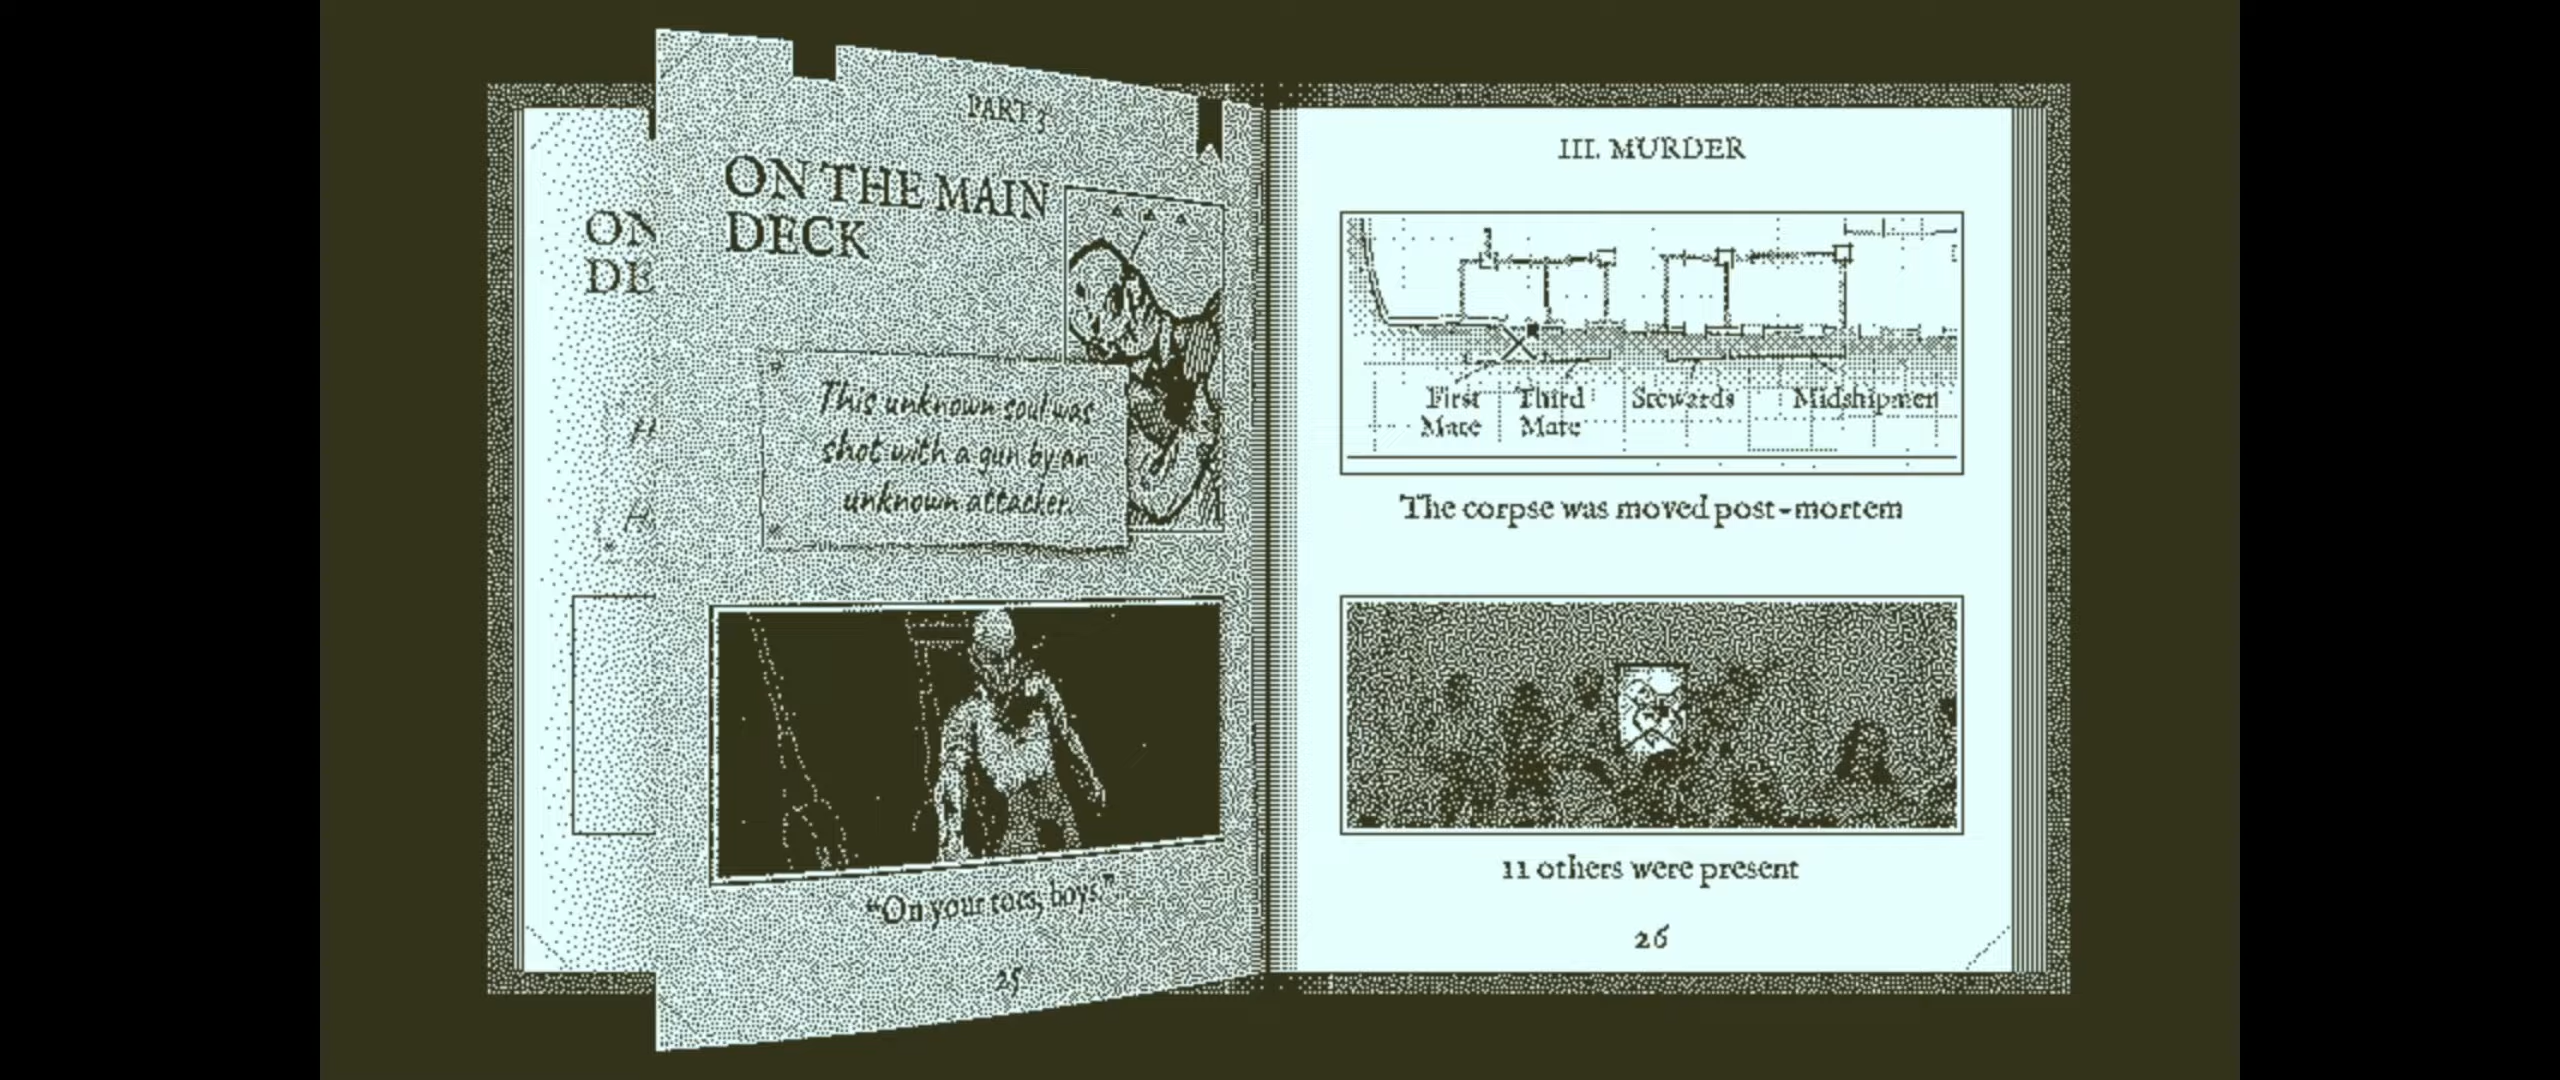 ON
DE
PART 3
ON THE MAIN
DECK
This unknown soul was
shot with a gun by an
unknown attacker.
"On your toes, boys."
25
III. MURDER
First Third Stewards Midshipmen
Mate Mate
The corpse was moved post-mortem
11 others were present
26